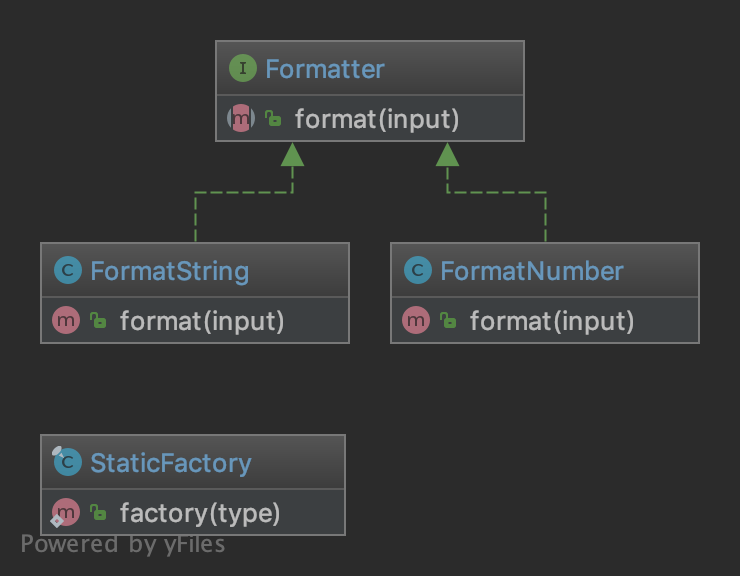 I Formatter
m format(input)
C FormatString
m format(input)
C FormatNumber
m format(input)
C StaticFactory
m factory(type)
Powered by yFiles